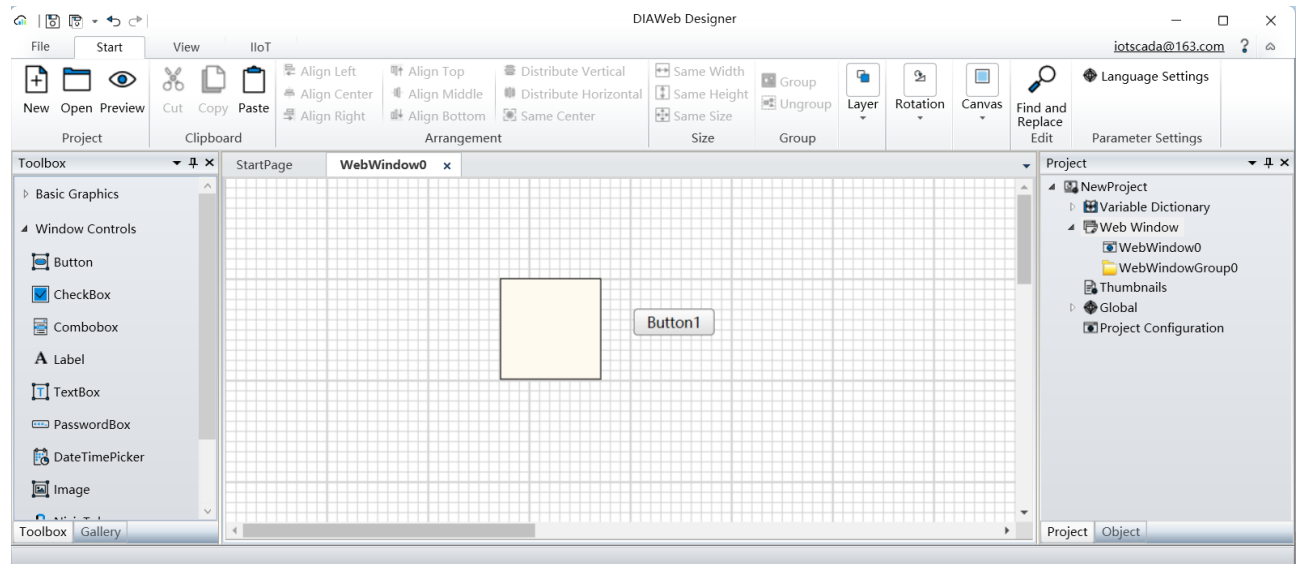 DIAWeb Designer
File Start View IIoT iotscada@163.com ?
New Open Preview
Project
Cut Copy Paste
Clipboard
Align Left Align Top Distribute Vertical
Align Center Align Middle Distribute Horizontal
Align Right Align Bottom Same Center
Arrangement
Same Width
Same Height
Same Size
Size
Group
Ungroup
Group
Layer Rotation Canvas
Find and
Replace
Edit
Language Settings
Parameter Settings
Toolbox
Basic Graphics
Window Controls
Button
CheckBox
Combobox
A Label
TextBox
PasswordBox
DateTimePicker
Image
Toolbox Gallery
StartPage WebWindow0 x
Button1
Project
NewProject
Variable Dictionary
Web Window
WebWindow0
WebWindowGroup0
Thumbnails
Global
Project Configuration
Project Object